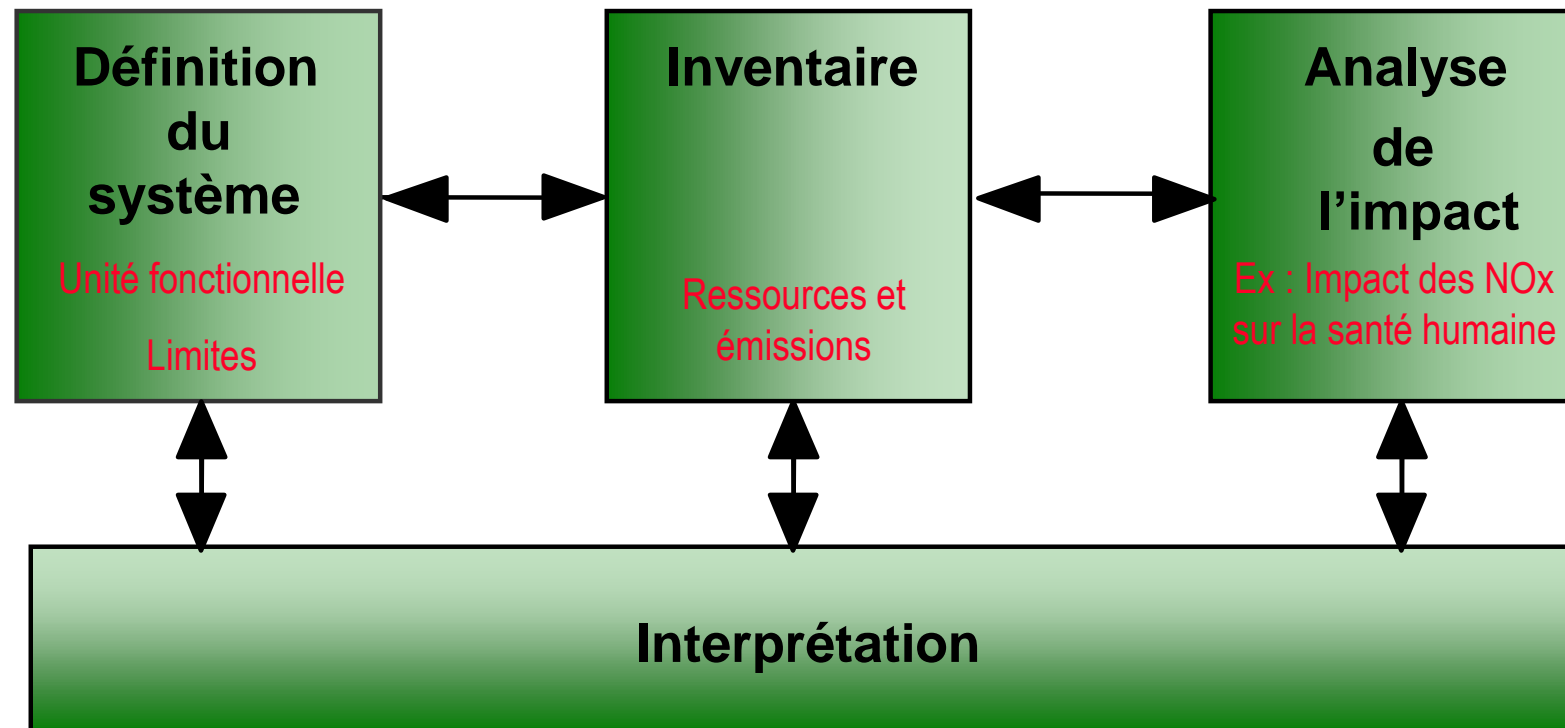 Définition
du
système
Unité fonctionnelle
Limites
Inventaire
Ressources et
émissions
Analyse
de
l’impact
Ex : Impact des NOx
sur la santé humaine
Interprétation